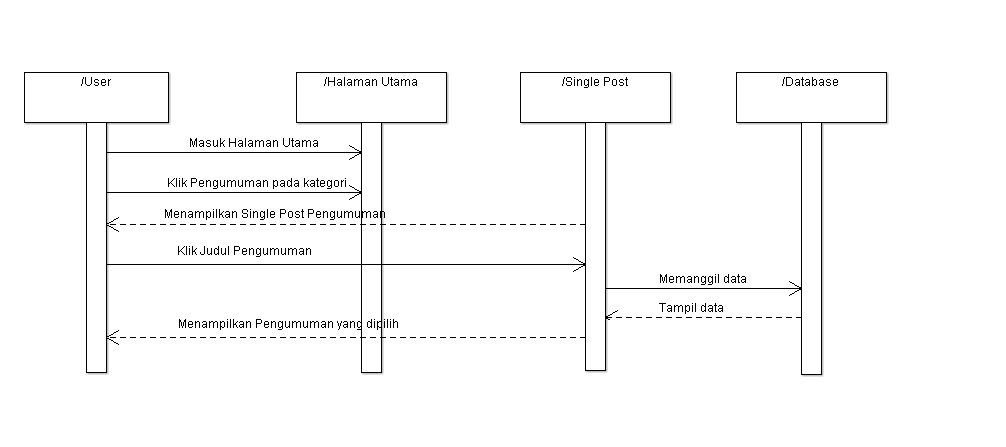 /User
/Halaman Utama
/Single Post
/Database
Masuk Halaman Utama
Klik Pengumuman pada kategori
Menampilkan Single Post Pengumuman
Klik Judul Pengumuman
Memanggil data
Tampil data
Menampilkan Pengumuman yang dipilih